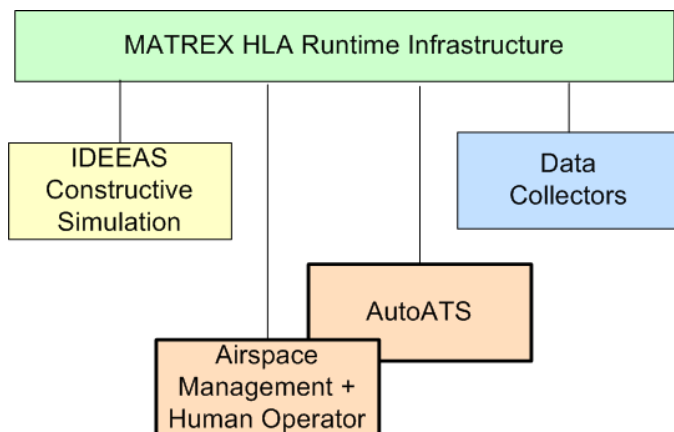 MATREX HLA Runtime Infrastructure
IDEEAS
Constructive
Simulation
Data
Collectors
AutoATS
Airspace
Management +
Human Operator